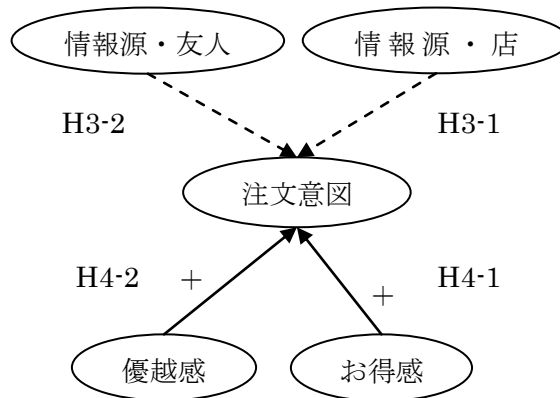 情報源・友人
情報源・店
H3-2
H3-1
注文意図
H4-2
+
+
H4-1
優越感
お得感